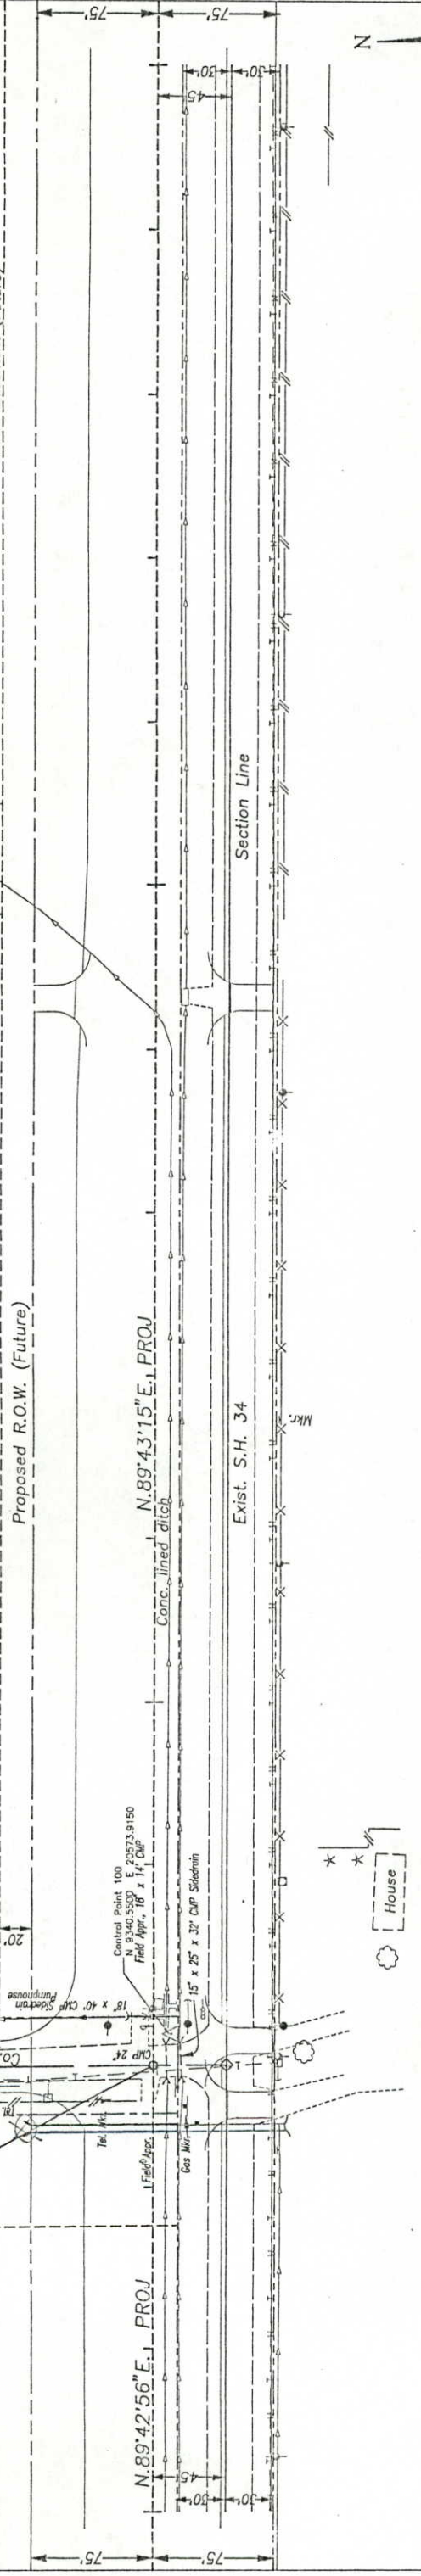 75'
75'
N
30'
30'
45
Section Line
Proposed R.O.W. (Future)
N.89°43'15"E., PROJ
Conc. lined ditch
Exist. S.H. 34
Mkr.
Control Point 100
N 9340.5500 E 20573.9150
Field Appr., 18" x 14' CMP
20'
18" x 40' CMP Sidedrain
Pumphouse
15" x 25" x 32' CMP Sidedrain
House
Co.
CMP 24"
1
Tel.
Tel. Mkr.
Field Appr.
Gas Mkr.
N.89°42'56"E., PROJ
45
30'
30'
75'
75'